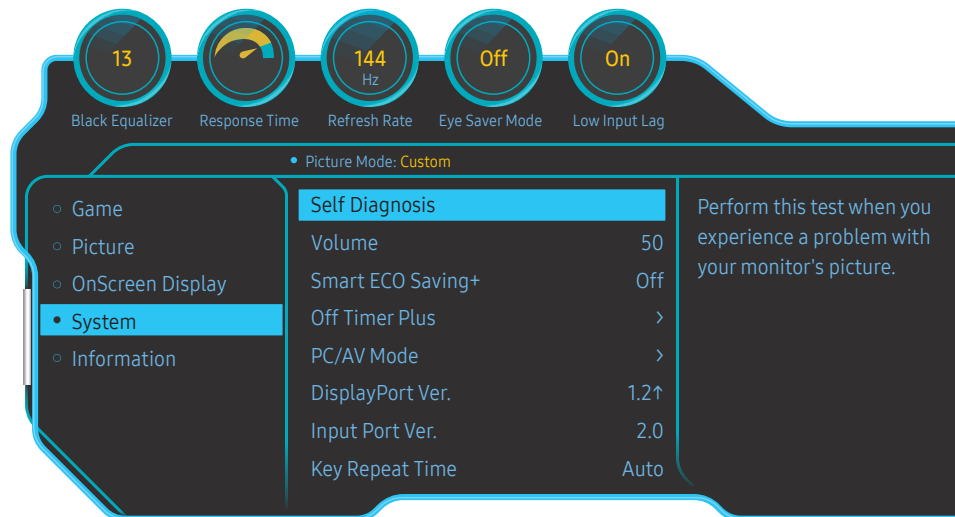 13
144
Hz
Off
On
Black Equalizer
Response Time
Refresh Rate
Eye Saver Mode
Low Input Lag
Picture Mode: Custom
Game
Picture
OnScreen Display
System
Information
Self Diagnosis
Volume 50
Smart ECO Saving+ Off
Off Timer Plus >
PC/AV Mode >
DisplayPort Ver. 1.2↑
Input Port Ver. 2.0
Key Repeat Time Auto
Perform this test when you
experience a problem with
your monitor's picture.